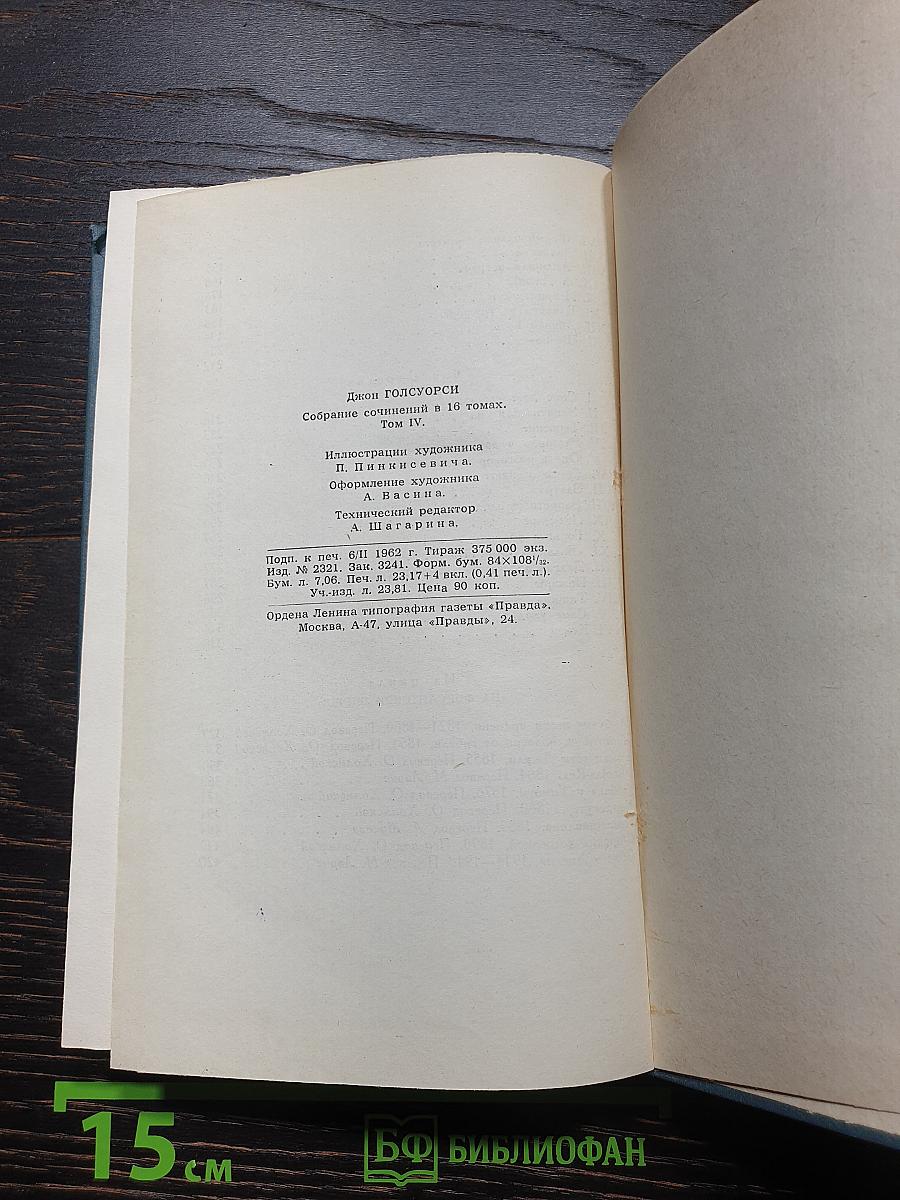 Джон ГОЛСУОРСИ
Собрание сочинений в 16 томах.
Том IV.
Иллюстрации художника
П. Пинкисевича.
Оформление художника
А. Васина.
Технический редактор
А. Шагарина.
Подп. к печ. 6/II 1962 г. Тираж 375 000 экз.
Изд. № 2321. Зак. 3241. Форм. бум. 84×108¹/₃₂.
Бум. л. 7,06. Печ. л. 23,17+4 вкл. (0,41 печ. л.).
Уч.-изд. л. 23,81. Цена 90 коп.
Ордена Ленина типография газеты «Правда».
Москва, А-47, улица «Правды», 24.
15 см
БФ БИБЛИОФАН